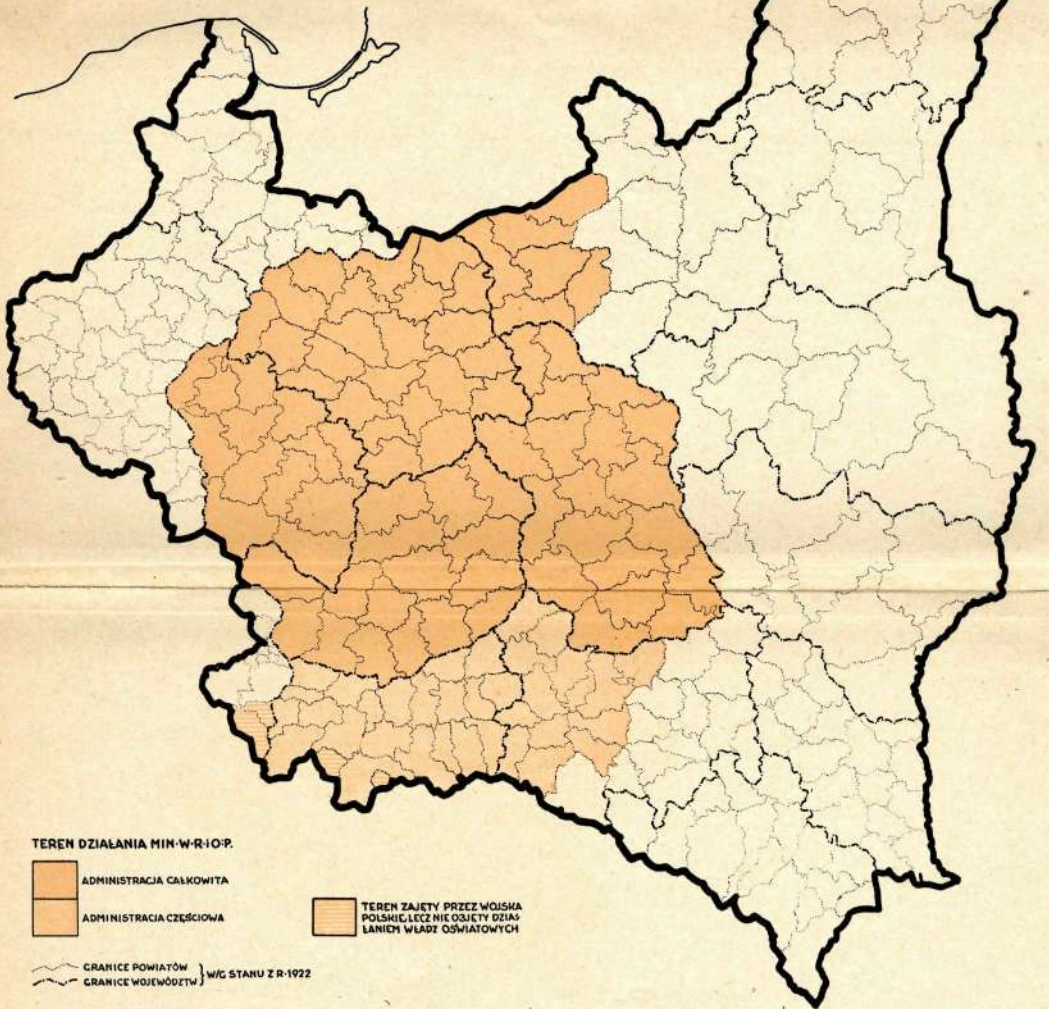 TEREN DZIAŁANIA MIN·W·R·I·O·P.
ADMINISTRACJA CAŁKOWITA
ADMINISTRACJA CZĘŚCIOWA
TEREN ZAJĘTY PRZEZ WOJSKA
POLSKIE, LECZ NIE OBJĘTY DZIA-
ŁANIEM WŁADZ OŚWIATOWYCH
GRANICE POWIATÓW
GRANICE WOJEWÓDZTW } W/G STANU Z R·1922